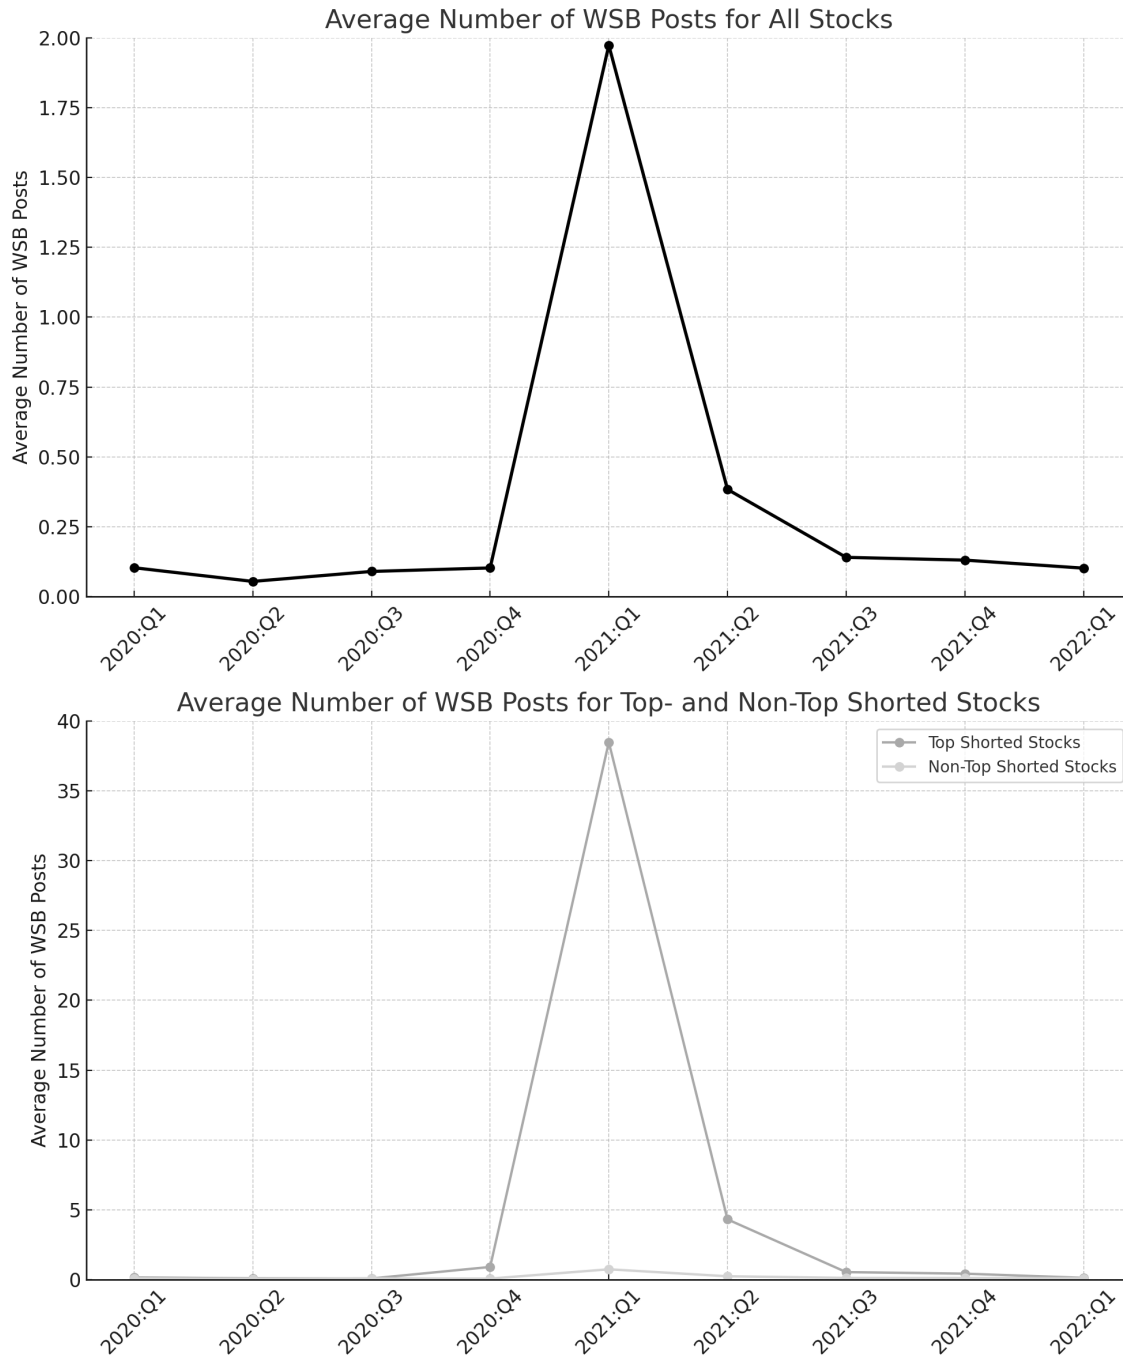 Average Number of WSB Posts for All Stocks
Average Number of WSB Posts
2.00
1.75
1.50
1.25
1.00
0.75
0.50
0.25
0.00
2020:Q1
2020:Q2
2020:Q3
2020:Q4
2021:Q1
2021:Q2
2021:Q3
2021:Q4
2022:Q1
Average Number of WSB Posts for Top- and Non-Top Shorted Stocks
Average Number of WSB Posts
40
35
30
25
20
15
10
5
0
Top Shorted Stocks
Non-Top Shorted Stocks
2020:Q1
2020:Q2
2020:Q3
2020:Q4
2021:Q1
2021:Q2
2021:Q3
2021:Q4
2022:Q1